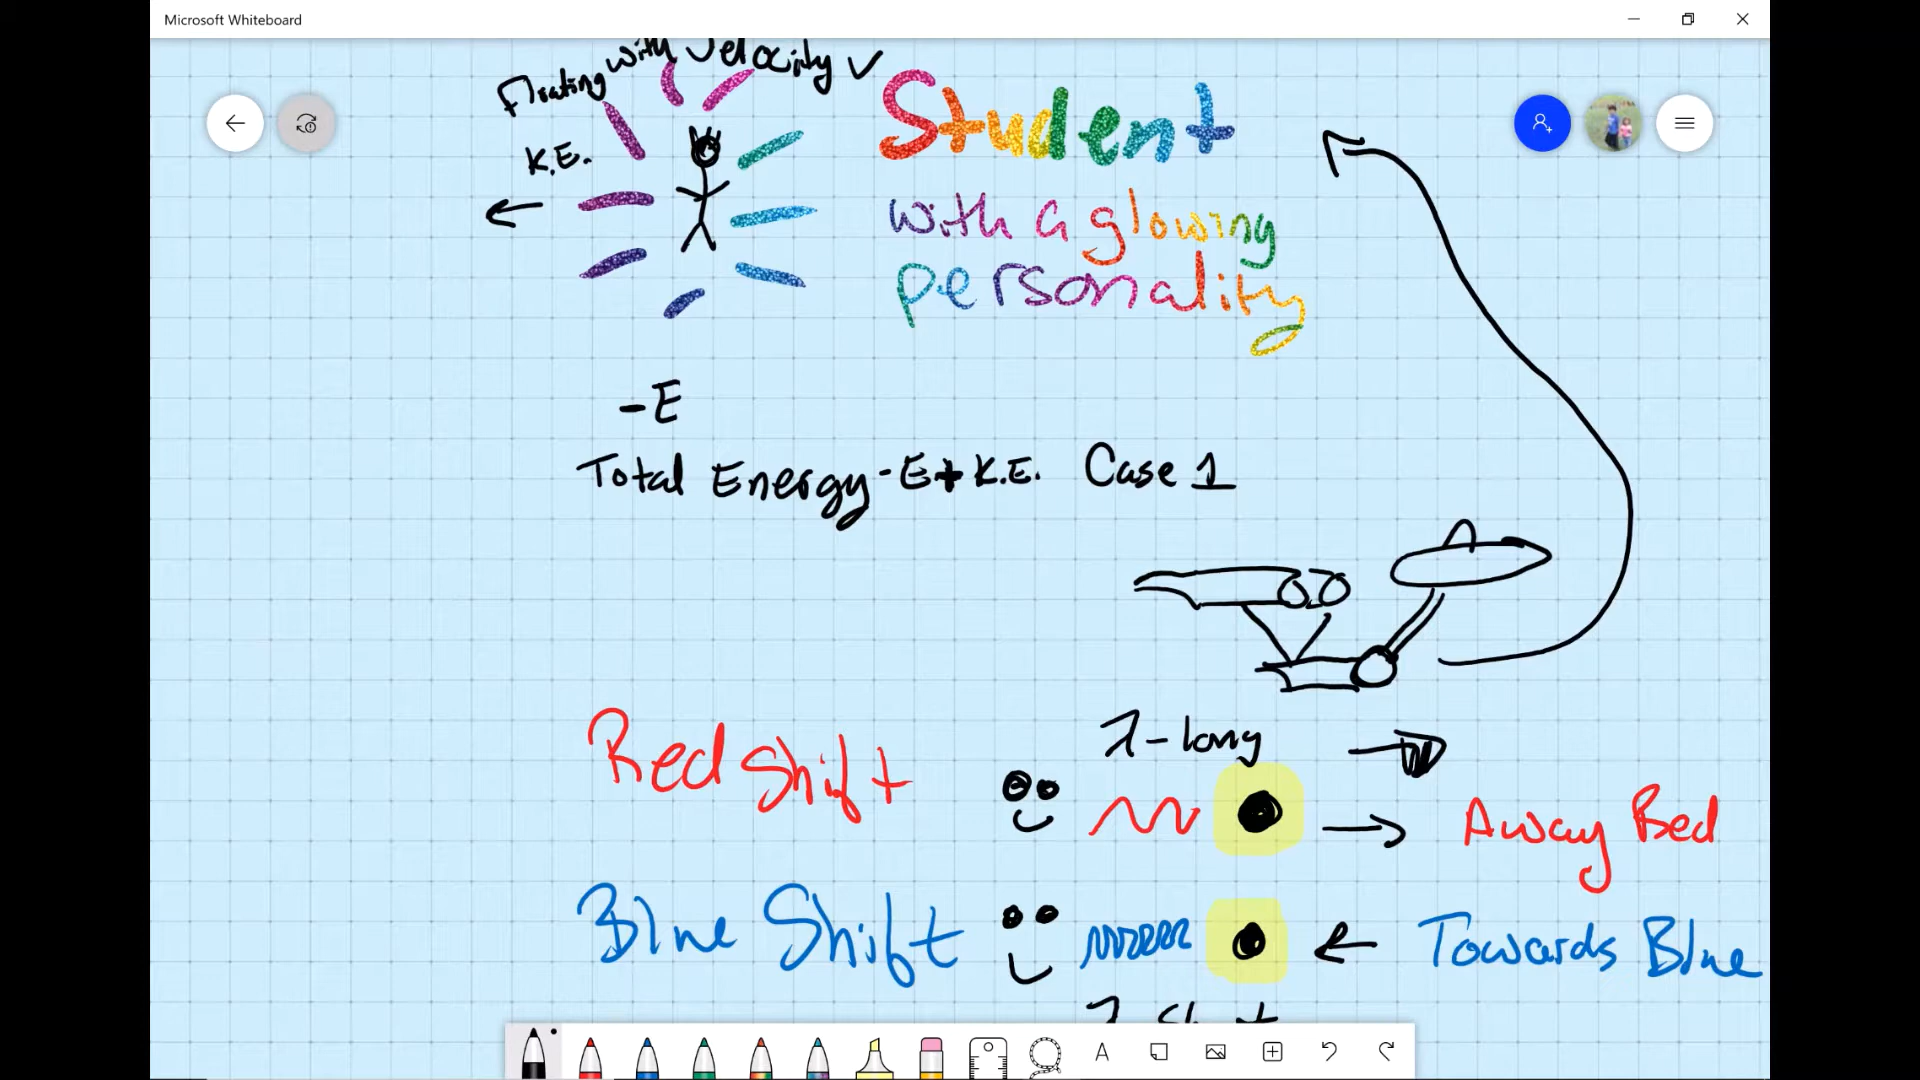 Microsoft Whiteboard
floating with velocity v
K.E.
Student
with a glowing
personality
-E
Total Energy - E + K.E. Case 1
λ - long
Red Shift
Away Red
Blue Shift
Towards Blue
λ Short
A